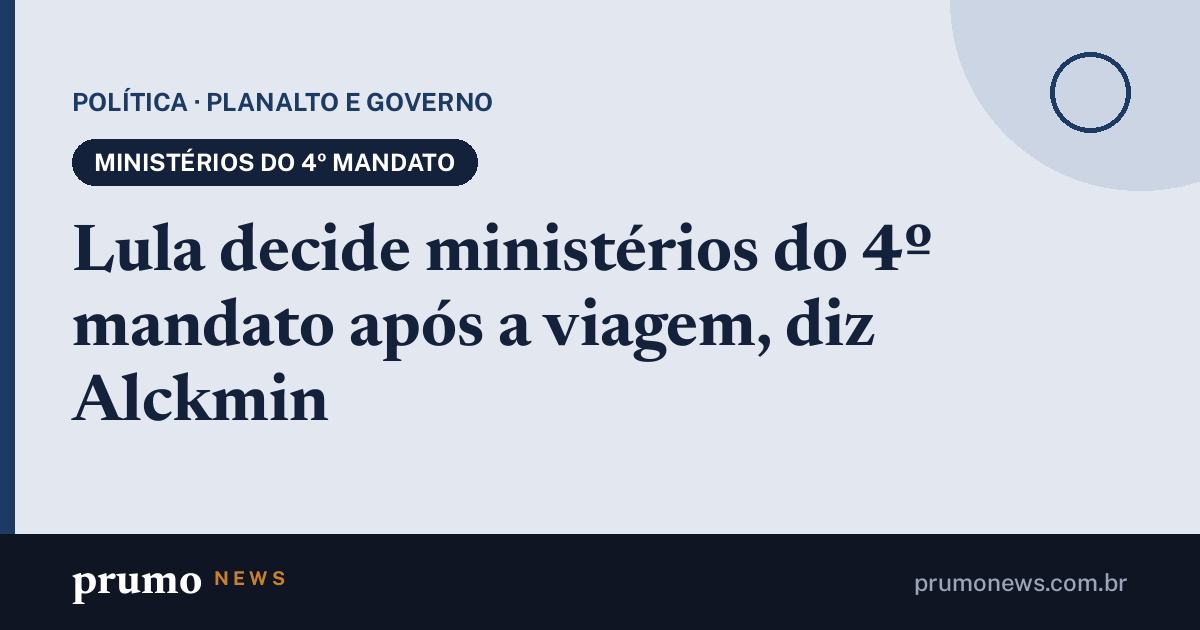 POLÍTICA · PLANALTO E GOVERNO
MINISTÉRIOS DO 4º MANDATO
Lula decide ministérios do 4º
mandato após a viagem, diz
Alckmin
prumo NEWS
prumonews.com.br